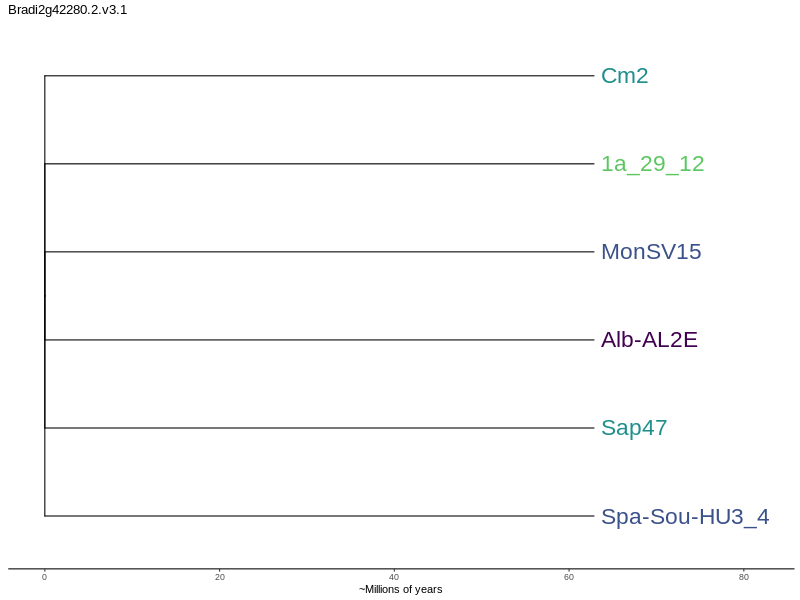 Bradi2g42280.2.v3.1
Cm2
1a_29_12
MonSV15
Alb-AL2E
Sap47
Spa-Sou-HU3_4
0 20 40 60 80
~Millions of years